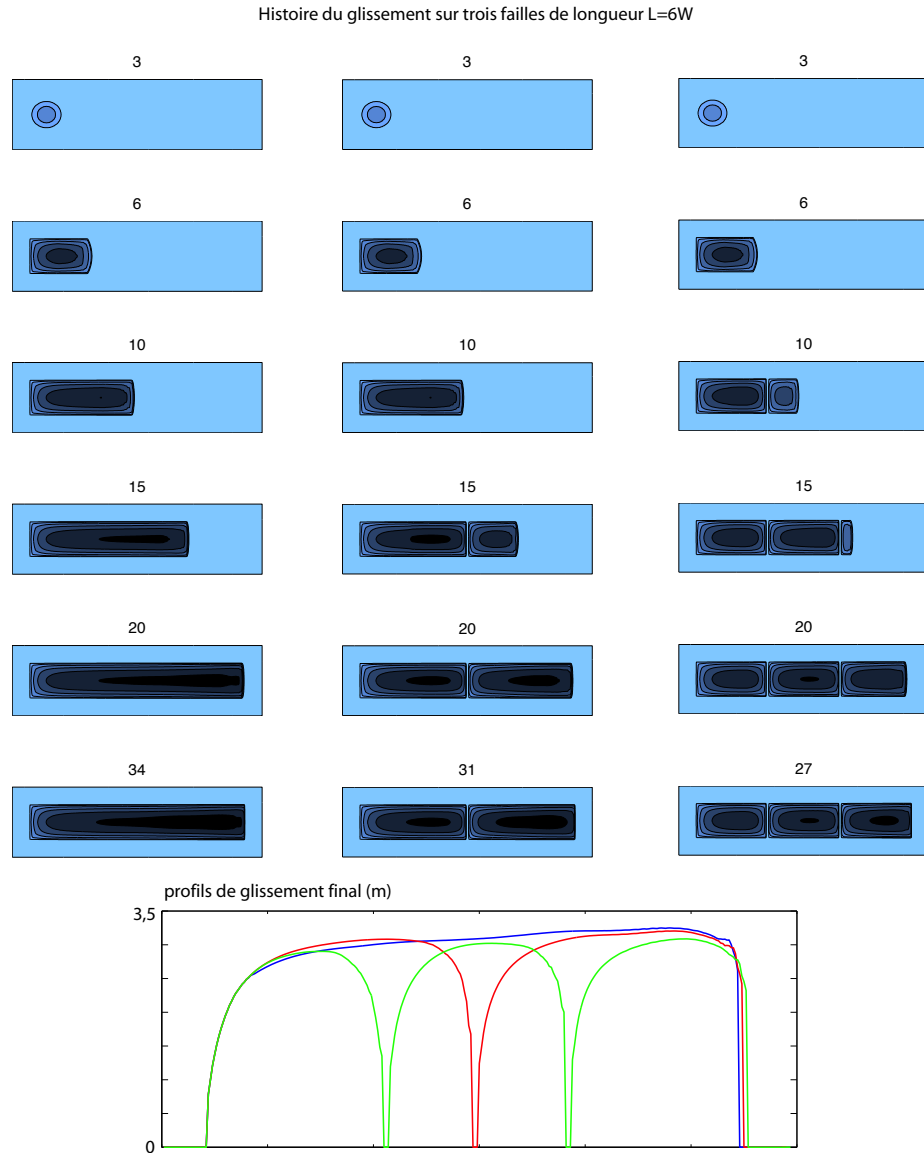 Histoire du glissement sur trois failles de longueur L=6W
3 3 3
6 6 6
10 10 10
15 15 15
20 20 20
34 31 27
profils de glissement final (m)
3,5
0